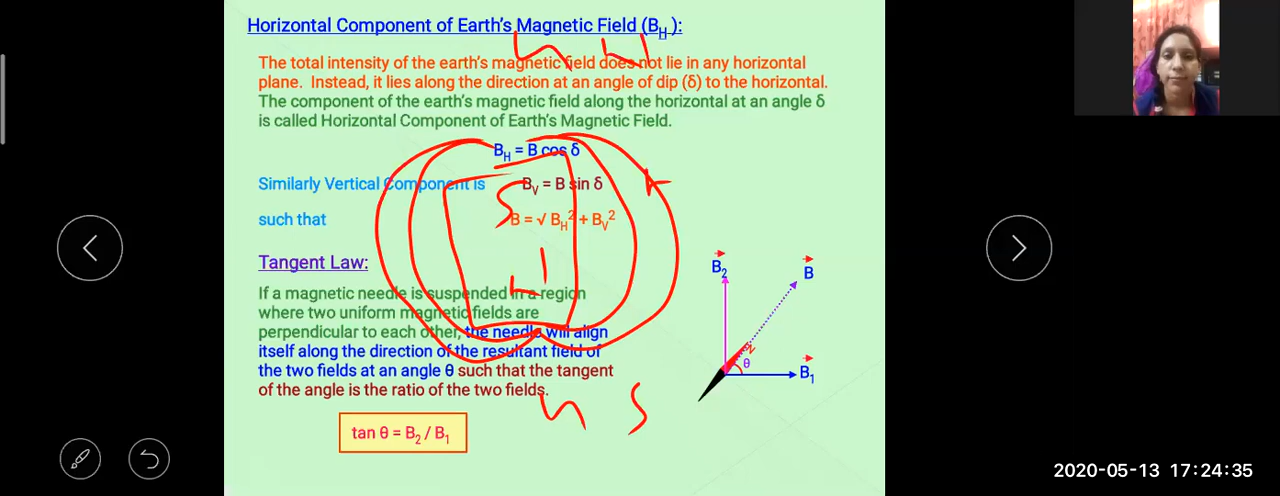 Horizontal Component of Earth's Magnetic Field (BH):
The total intensity of the earth's magnetic field does not lie in any horizontal
plane. Instead, it lies along the direction at an angle of dip (δ) to the horizontal.
The component of the earth's magnetic field along the horizontal at an angle δ
is called Horizontal Component of Earth's Magnetic Field.
BH = B cos δ
Similarly Vertical Component is BV = B sin δ
such that B = √ BH² + BV²
Tangent Law:
If a magnetic needle is suspended in a region
where two uniform magnetic fields are
perpendicular to each other, the needle will align
itself along the direction of the resultant field of
the two fields at an angle θ such that the tangent
of the angle is the ratio of the two fields.
tan θ = B2 / B1
B2
B
N
θ
B1
2020-05-13 17:24:35